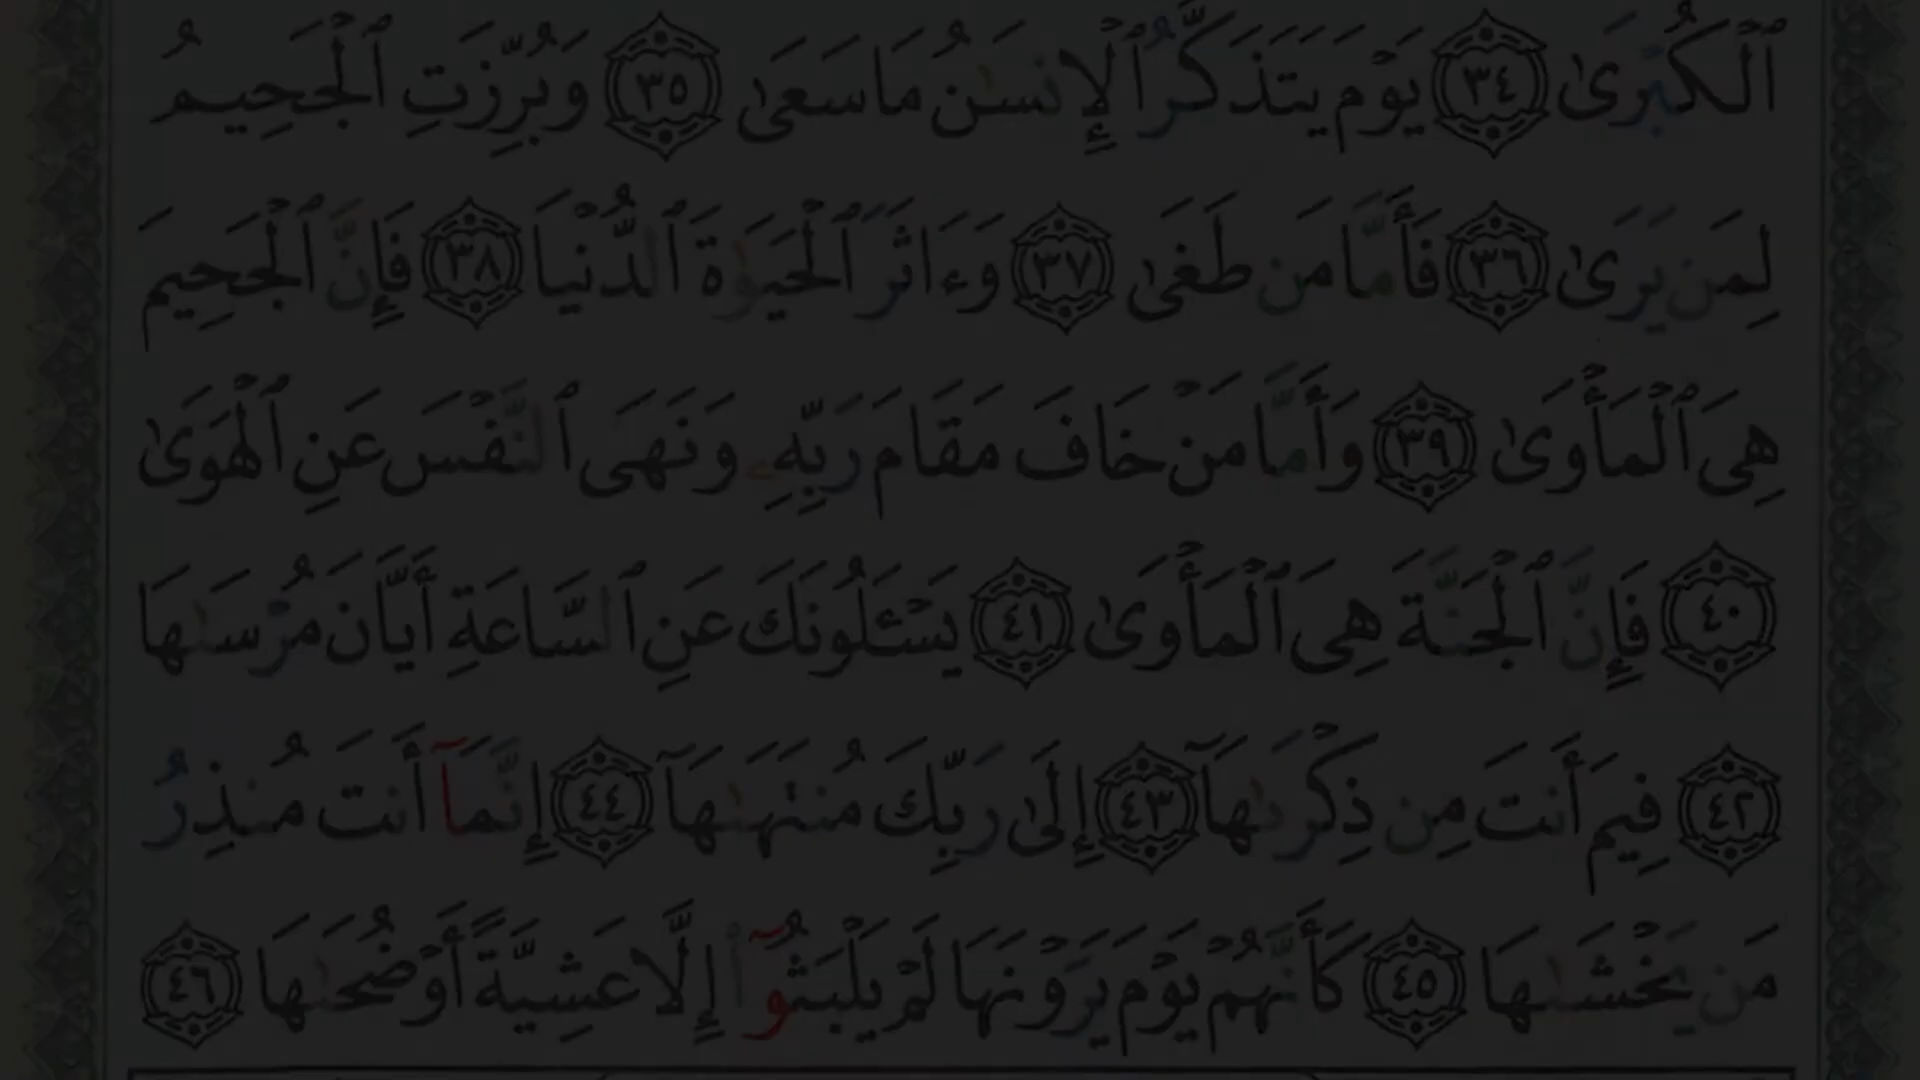 ٱلْكُبْرَىٰ ٣٤ يَوْمَ يَتَذَكَّرُ ٱلْإِنسَـٰنُ مَا سَعَىٰ ٣٥ وَبُرِّزَتِ ٱلْجَحِيمُ
لِمَن يَرَىٰ ٣٦ فَأَمَّا مَن طَغَىٰ ٣٧ وَءَاثَرَ ٱلْحَيَوٰةَ ٱلدُّنْيَا ٣٨ فَإِنَّ ٱلْجَحِيمَ
هِىَ ٱلْمَأْوَىٰ ٣٩ وَأَمَّا مَنْ خَافَ مَقَامَ رَبِّهِۦ وَنَهَى ٱلنَّفْسَ عَنِ ٱلْهَوَىٰ
٤٠ فَإِنَّ ٱلْجَنَّةَ هِىَ ٱلْمَأْوَىٰ ٤١ يَسْـَٔلُونَكَ عَنِ ٱلسَّاعَةِ أَيَّانَ مُرْسَىٰهَا
٤٢ فِيمَ أَنتَ مِن ذِكْرَىٰهَآ ٤٣ إِلَىٰ رَبِّكَ مُنتَهَىٰهَآ ٤٤ إِنَّمَآ أَنتَ مُنذِرُ
مَن يَخْشَىٰهَا ٤٥ كَأَنَّهُمْ يَوْمَ يَرَوْنَهَا لَمْ يَلْبَثُوٓا۟ إِلَّا عَشِيَّةً أَوْ ضُحَىٰهَا ٤٦